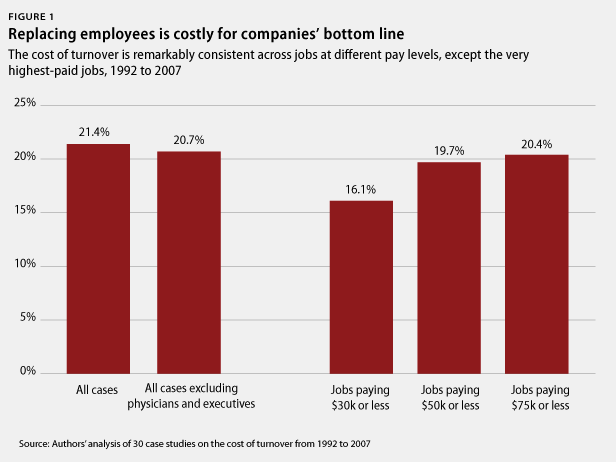 FIGURE 1
Replacing employees is costly for companies’ bottom line
The cost of turnover is remarkably consistent across jobs at different pay levels, except the very
highest-paid jobs, 1992 to 2007
25%
20%
15%
10%
5%
0%
21.4%
20.7%
16.1%
19.7%
20.4%
All cases
All cases excluding
physicians and executives
Jobs paying
$30k or less
Jobs paying
$50k or less
Jobs paying
$75k or less
Source: Authors’ analysis of 30 case studies on the cost of turnover from 1992 to 2007